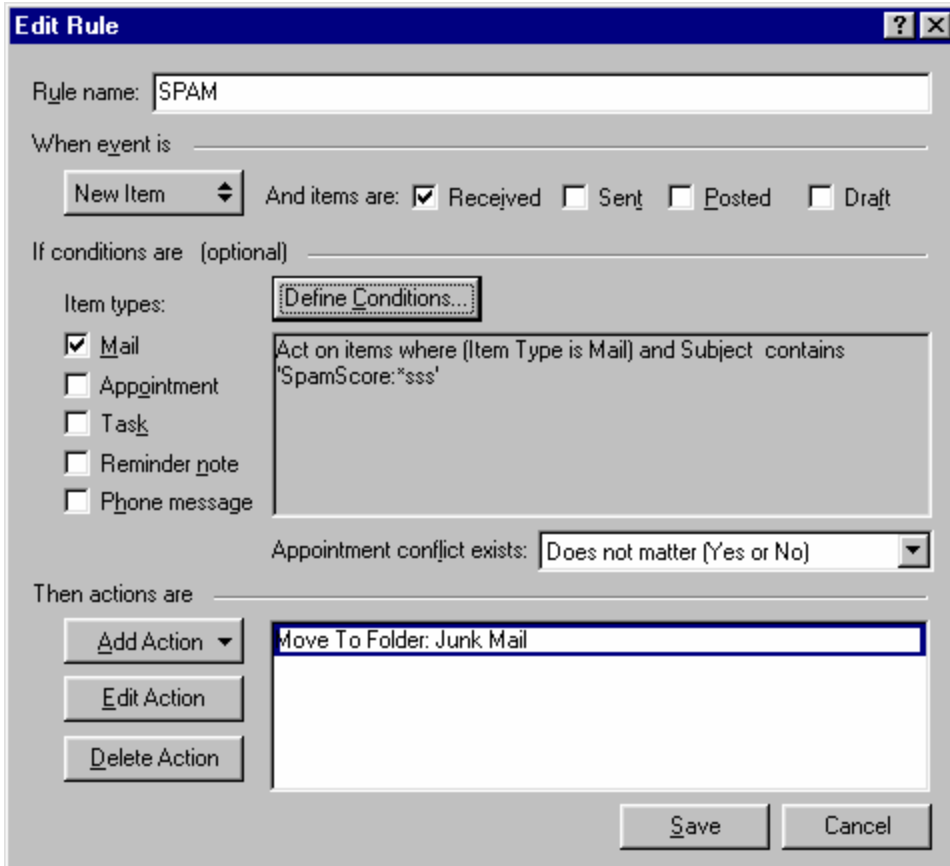 Edit Rule
Rule name: SPAM
When event is
New Item And items are: Received Sent Posted Draft
If conditions are (optional)
Item types: Define Conditions...
Mail
Appointment
Task
Reminder note
Phone message
Act on items where (Item Type is Mail) and Subject contains
'SpamScore:*sss'
Appointment conflict exists: Does not matter (Yes or No)
Then actions are
Add Action
Edit Action
Delete Action
Move To Folder: Junk Mail
Save Cancel